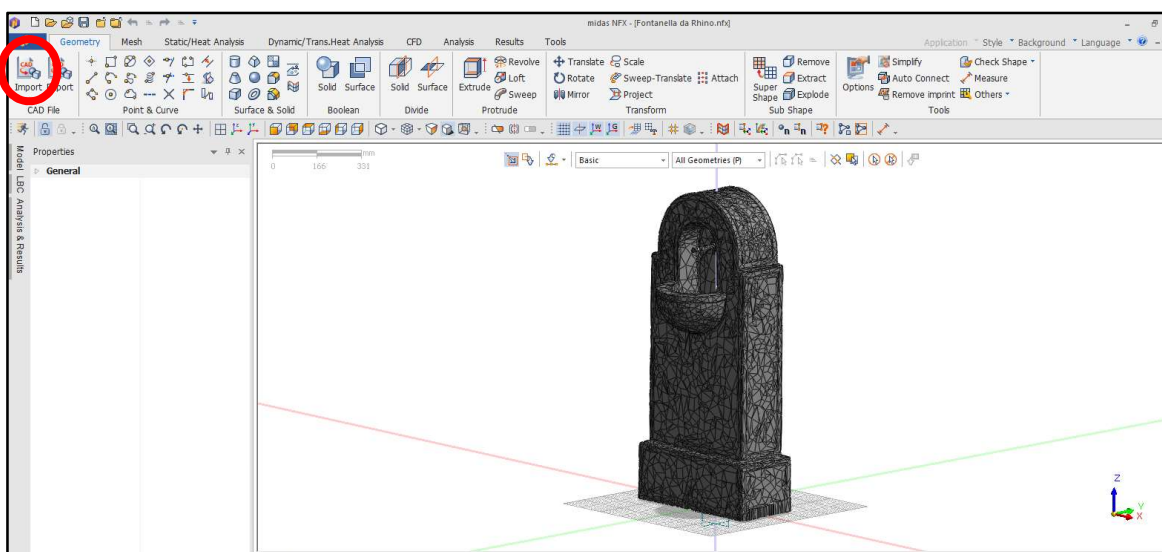 midas NFX - [Fontanella da Rhino.nfx]
Geometry Mesh Static/Heat Analysis Dynamic/Trans.Heat Analysis CFD Analysis Results Tools Application Style Background Language
CAD
Import Export
CAD File
Point & Curve
Surface & Solid
Solid Surface
Boolean
Solid Surface
Divide
Extrude
Revolve
Loft
Sweep
Protrude
Translate Scale
Rotate Sweep-Translate Attach
Mirror Project
Transform
Super Shape
Remove
Extract
Explode
Sub Shape
Options
Simplify Check Shape
Auto Connect Measure
Remove imprint Others
Tools
Properties
General
Model
LBC
Analysis & Results
mm
0 166 331
Basic All Geometries (P)
Z
Y
X